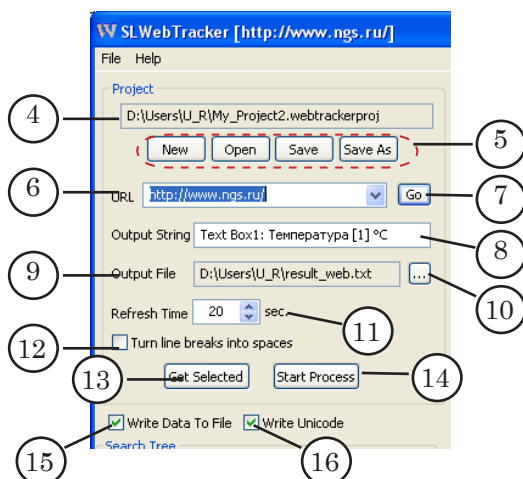 SLWebTracker [http://www.ngs.ru/]
File Help
Project
4
D:\Users\U_R\My_Project2.webtrackerproj
New Open Save Save As
5
6
URL http://www.ngs.ru/ Go
7
Output String Text Box1: Температура [1] °C
8
9
Output File D:\Users\U_R\result_web.txt ...
10
Refresh Time 20 sec.
11
12
Turn line breaks into spaces
13
Get Selected Start Process
14
Write Data To File Write Unicode
15
16
Search Tree